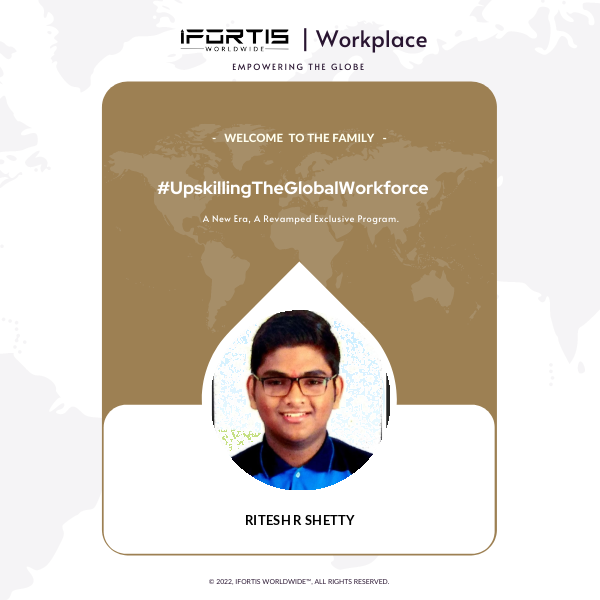 IFORTIS | Workplace
WORLDWIDE
EMPOWERING THE GLOBE
- WELCOME TO THE FAMILY -
#UpskillingTheGlobalWorkforce
A New Era, A Revamped Exclusive Program.
RITESH R SHETTY
© 2022, IFORTIS WORLDWIDE™, ALL RIGHTS RESERVED.